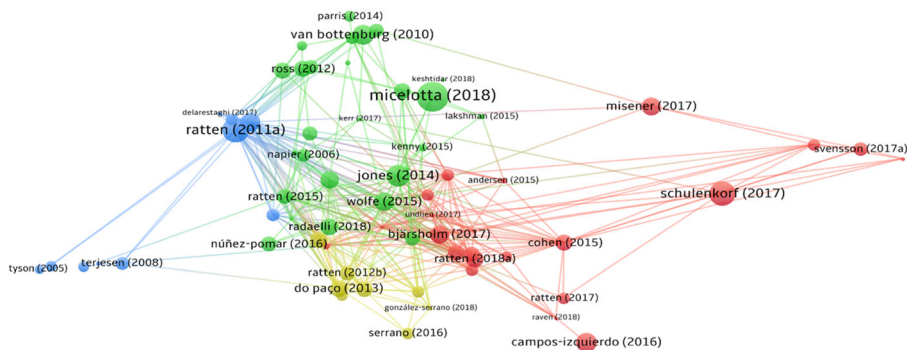 parris (2014)
van bottenburg (2010)
ross (2012)
keshtidar (2018)
micelotta (2018)
misener (2017)
delarestaghi (2017)
ratten (2011a)
kerr (2017)
lakshman (2015)
napier (2006)
kenny (2015)
svensson (2017a)
jones (2014)
andersen (2015)
ratten (2015)
wolfe (2015)
schulenkorf (2017)
undlien (2017)
radaelli (2018)
bjärsholm (2017)
núñez-pomar (2016)
cohen (2015)
tyson (2005)
terjesen (2008)
ratten (2018a)
ratten (2012b)
do paço (2013)
ratten (2017)
gonzález-serrano (2018)
raven (2018)
serrano (2016)
campos-izquierdo (2016)